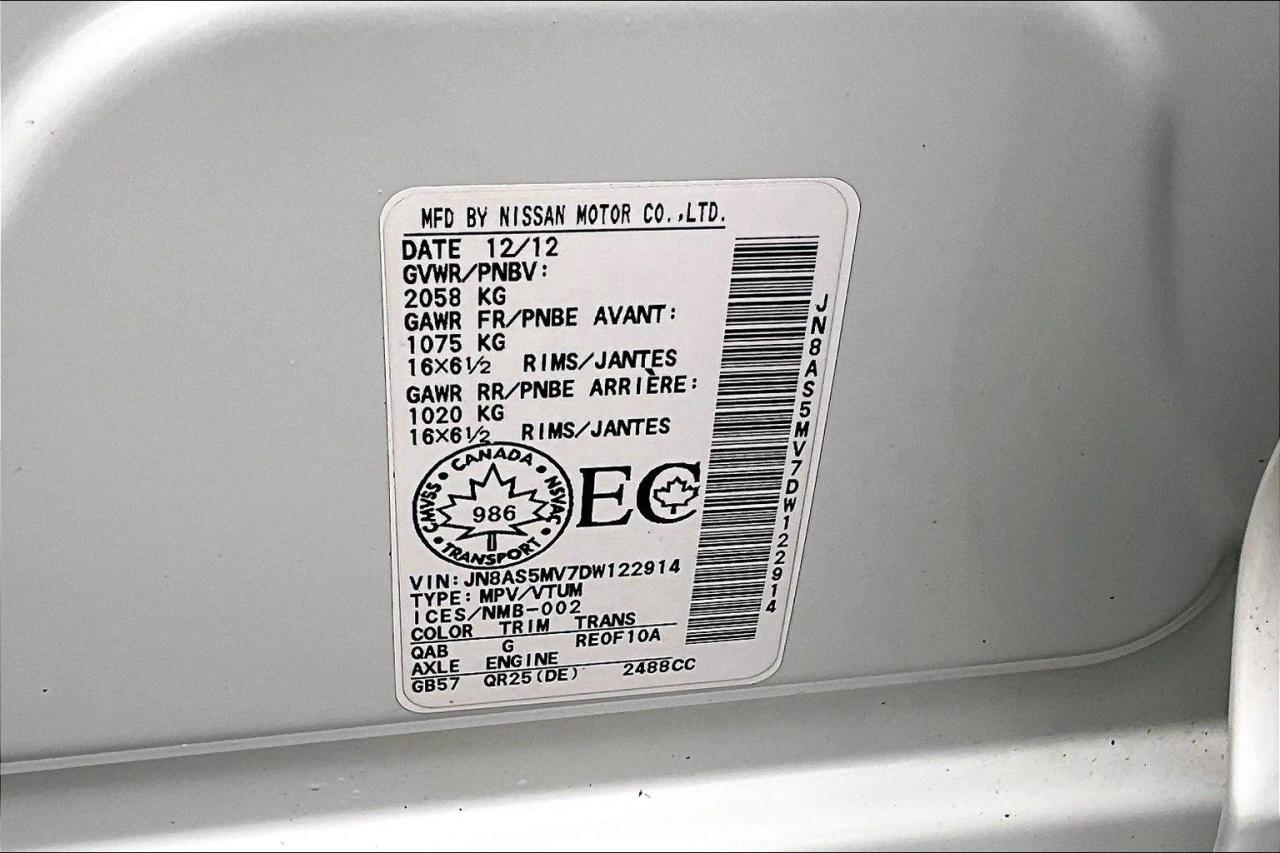 MFD BY NISSAN MOTOR CO.,LTD.
DATE 12/12
GVWR/PNBV:
2058 KG
GAWR FR/PNBE AVANT:
1075 KG
16×6½ RIMS/JANTES
GAWR RR/PNBE ARRIÈRE:
1020 KG
16×6½ RIMS/JANTES
CANADA
CMVSS 986 NSVAC
TRANSPORT
EC
VIN: JN8AS5MV7DW122914
TYPE: MPV/VTUM
ICES/NMB-002
COLOR TRIM TRANS
QAB G RE0F10A
AXLE ENGINE
GB57 QR25(DE) 2488CC
JN8AS5MV7DW122914